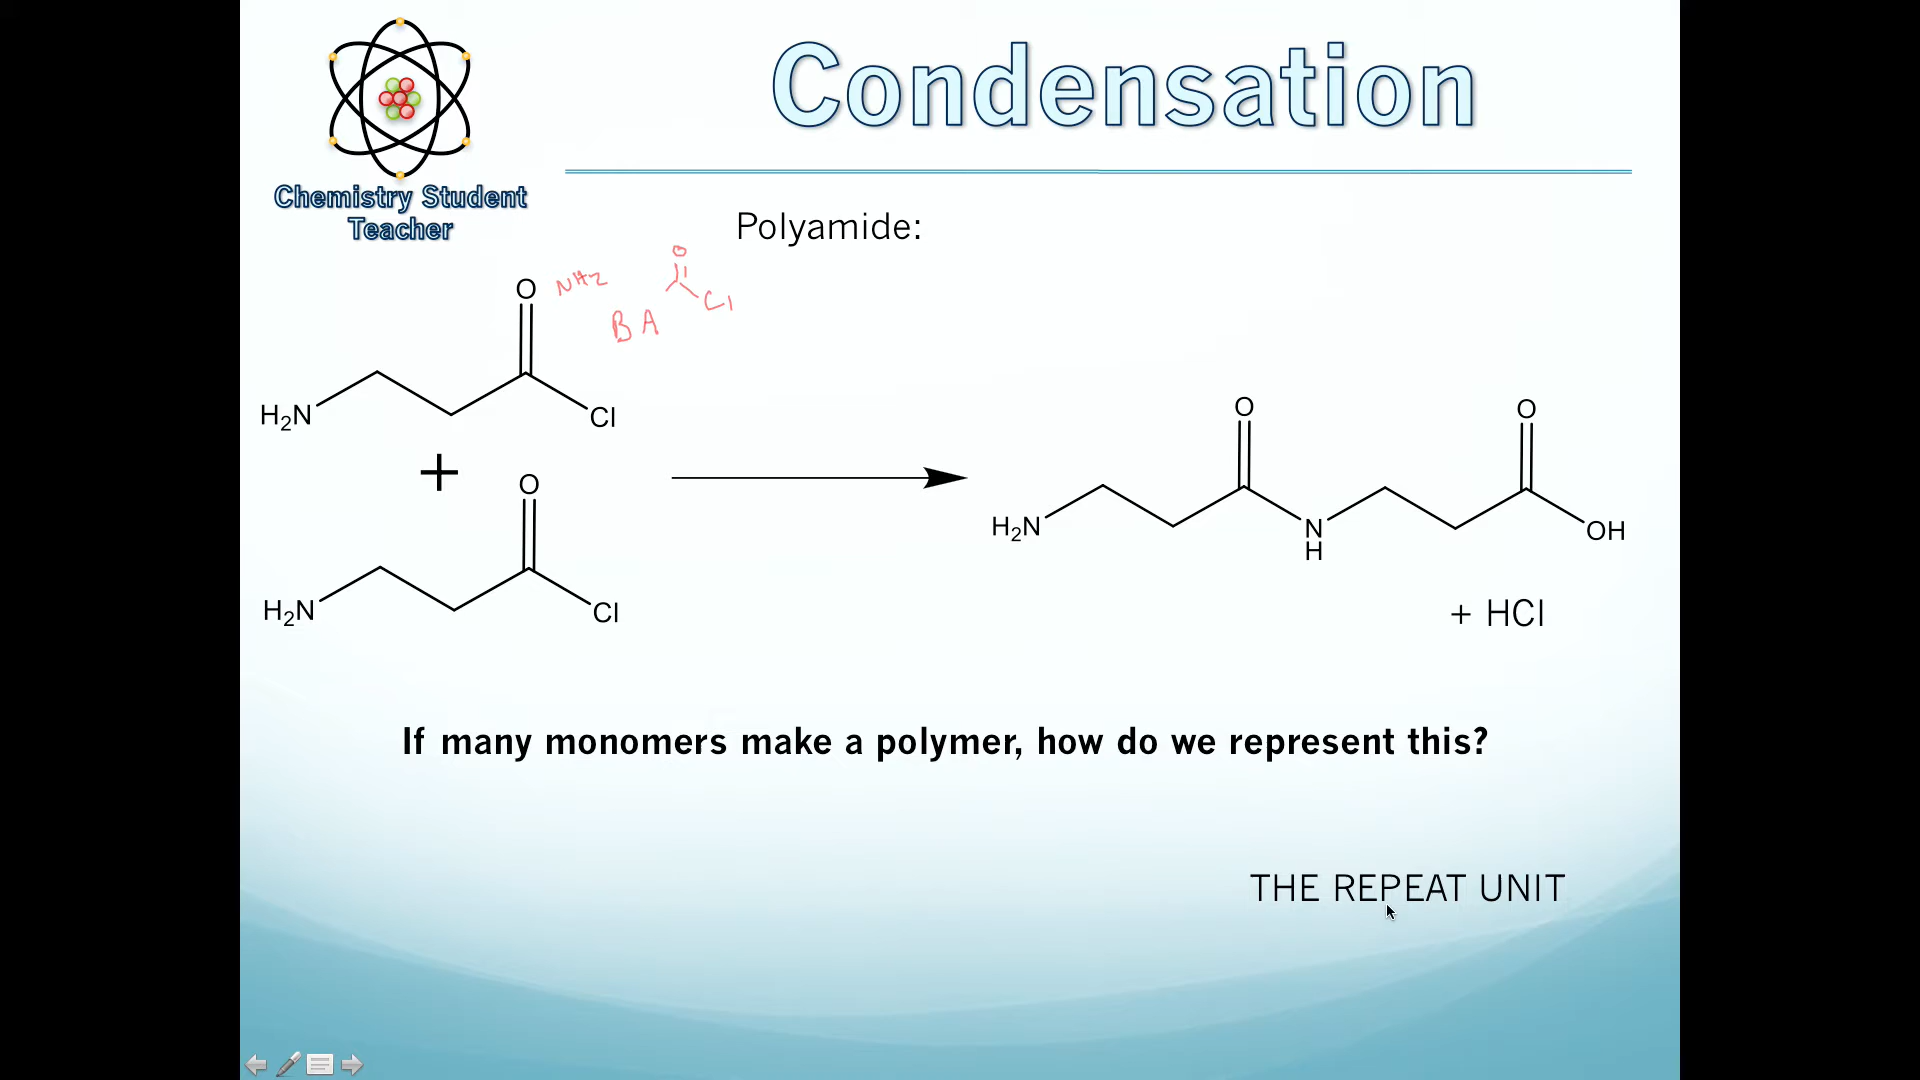 Condensation
Chemistry Student
Teacher
Polyamide:
O
NH2
O
Cl
BA
H2N
Cl
+
O
H2N
Cl
O
O
H2N
N
H
OH
+ HCl
If many monomers make a polymer, how do we represent this?
THE REPEAT UNIT